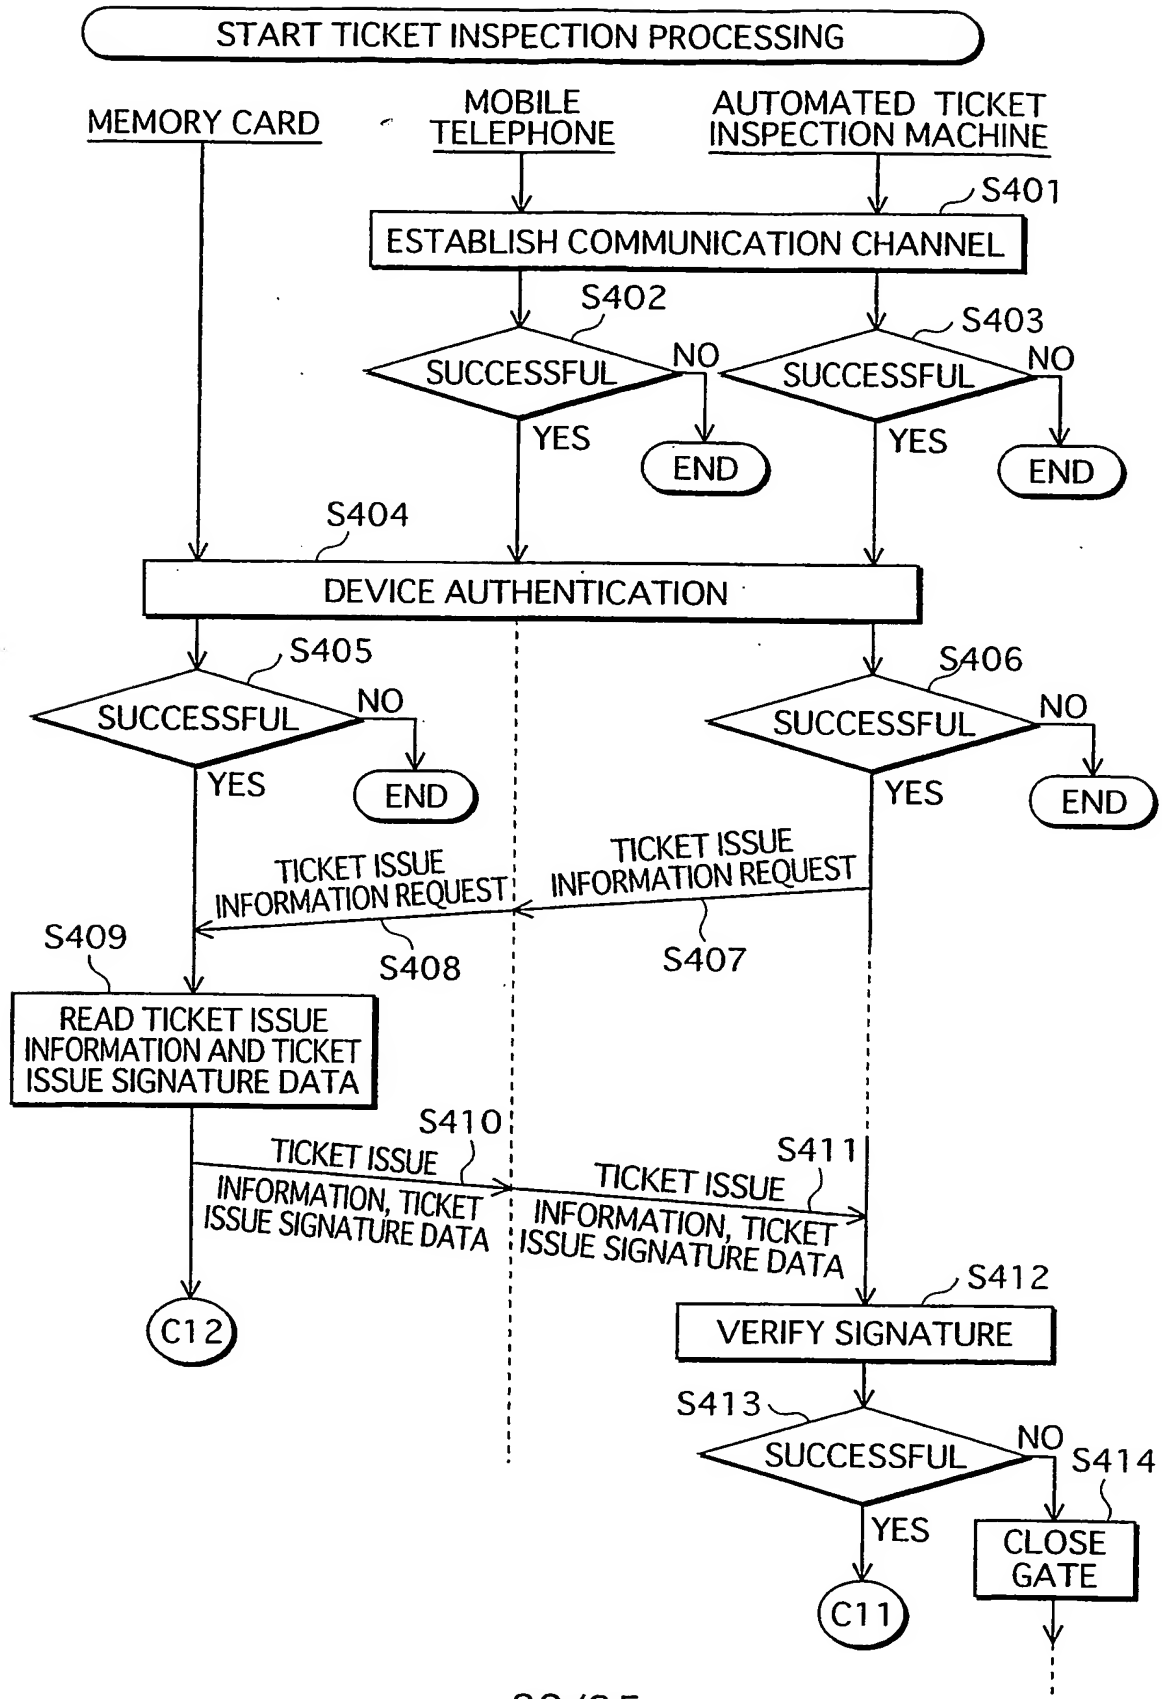 START TICKET INSPECTION PROCESSING
MEMORY CARD
MOBILE
TELEPHONE
AUTOMATED TICKET
INSPECTION MACHINE
S401
ESTABLISH COMMUNICATION CHANNEL
S402
S403
SUCCESSFUL
NO
SUCCESSFUL
NO
YES
END
YES
END
S404
DEVICE AUTHENTICATION
S405
S406
SUCCESSFUL
NO
SUCCESSFUL
NO
YES
END
YES
END
TICKET ISSUE
INFORMATION REQUEST
TICKET ISSUE
INFORMATION REQUEST
S407
S408
S409
READ TICKET ISSUE
INFORMATION AND TICKET
ISSUE SIGNATURE DATA
S410
TICKET ISSUE
INFORMATION, TICKET
ISSUE SIGNATURE DATA
S411
TICKET ISSUE
INFORMATION, TICKET
ISSUE SIGNATURE DATA
C12
S412
VERIFY SIGNATURE
S413
SUCCESSFUL
NO
S414
YES
CLOSE
GATE
C11